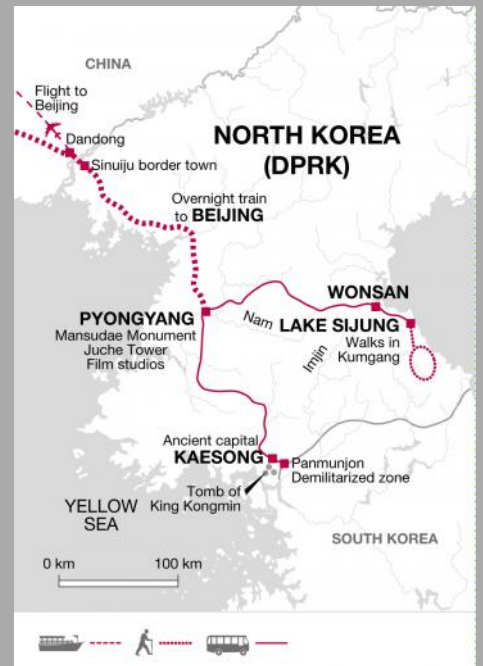 CHINA
Flight to
Beijing
Dandong
Sinuiju border town
NORTH KOREA
(DPRK)
Overnight train
to BEIJING
WONSAN
Nam
LAKE SIJUNG
Walks in
Kumgang
Imjin
PYONGYANG
Mansudae Monument
Juche Tower
Film studios
Ancient capital
KAESONG
Panmunjon
Demilitarized zone
Tomb of
King Kongmin
YELLOW
SEA
SOUTH KOREA
0 km 100 km